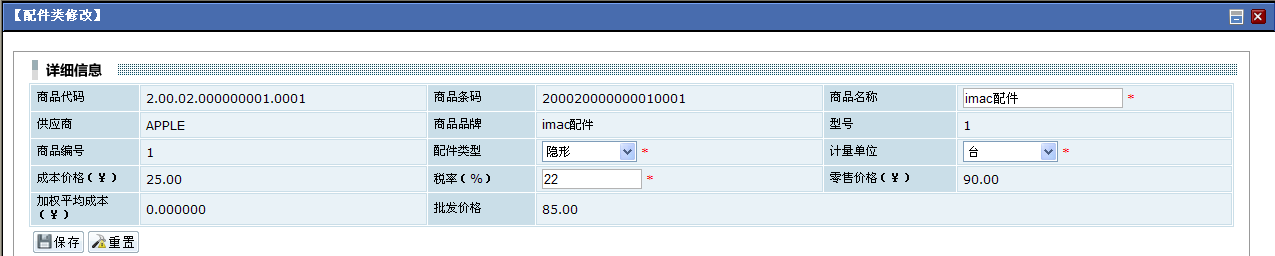 【配件类修改】
详细信息
商品代码 2.00.02.000000001.0001 商品条码 200020000000010001 商品名称 imac配件 *
供应商 APPLE 商品品牌 imac配件 型号 1
商品编号 1 配件类型 隐形 * 计量单位 台 *
成本价格(¥) 25.00 税率(%) 22 * 零售价格(¥) 90.00
加权平均成本
(¥) 0.000000 批发价格 85.00
保存 重置